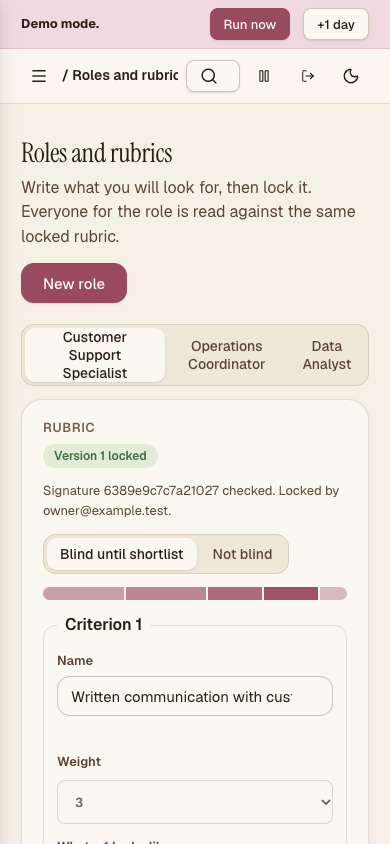 Demo mode.
Run now
+1 day
/ Roles and rubric
Roles and rubrics
Write what you will look for, then lock it.
Everyone for the role is read against the same
locked rubric.
New role
Customer
Support
Specialist
Operations
Coordinator
Data
Analyst
RUBRIC
Version 1 locked
Signature 6389e9c7c7a21027 checked. Locked by
owner@example.test.
Blind until shortlist
Not blind
Criterion 1
Name
Written communication with cus
Weight
3